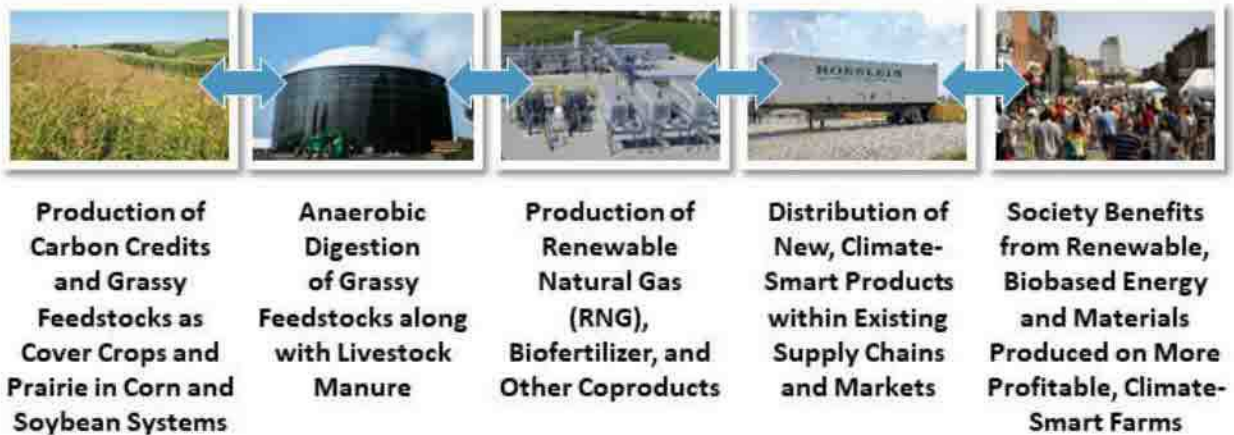 ROESLEIN
Production of
Carbon Credits
and Grassy
Feedstocks as
Cover Crops and
Prairie in Corn and
Soybean Systems
Anaerobic
Digestion
of Grassy
Feedstocks along
with Livestock
Manure
Production of
Renewable
Natural Gas
(RNG),
Biofertilizer, and
Other Coproducts
Distribution of
New, Climate-
Smart Products
within Existing
Supply Chains
and Markets
Society Benefits
from Renewable,
Biobased Energy
and Materials
Produced on More
Profitable, Climate-
Smart Farms